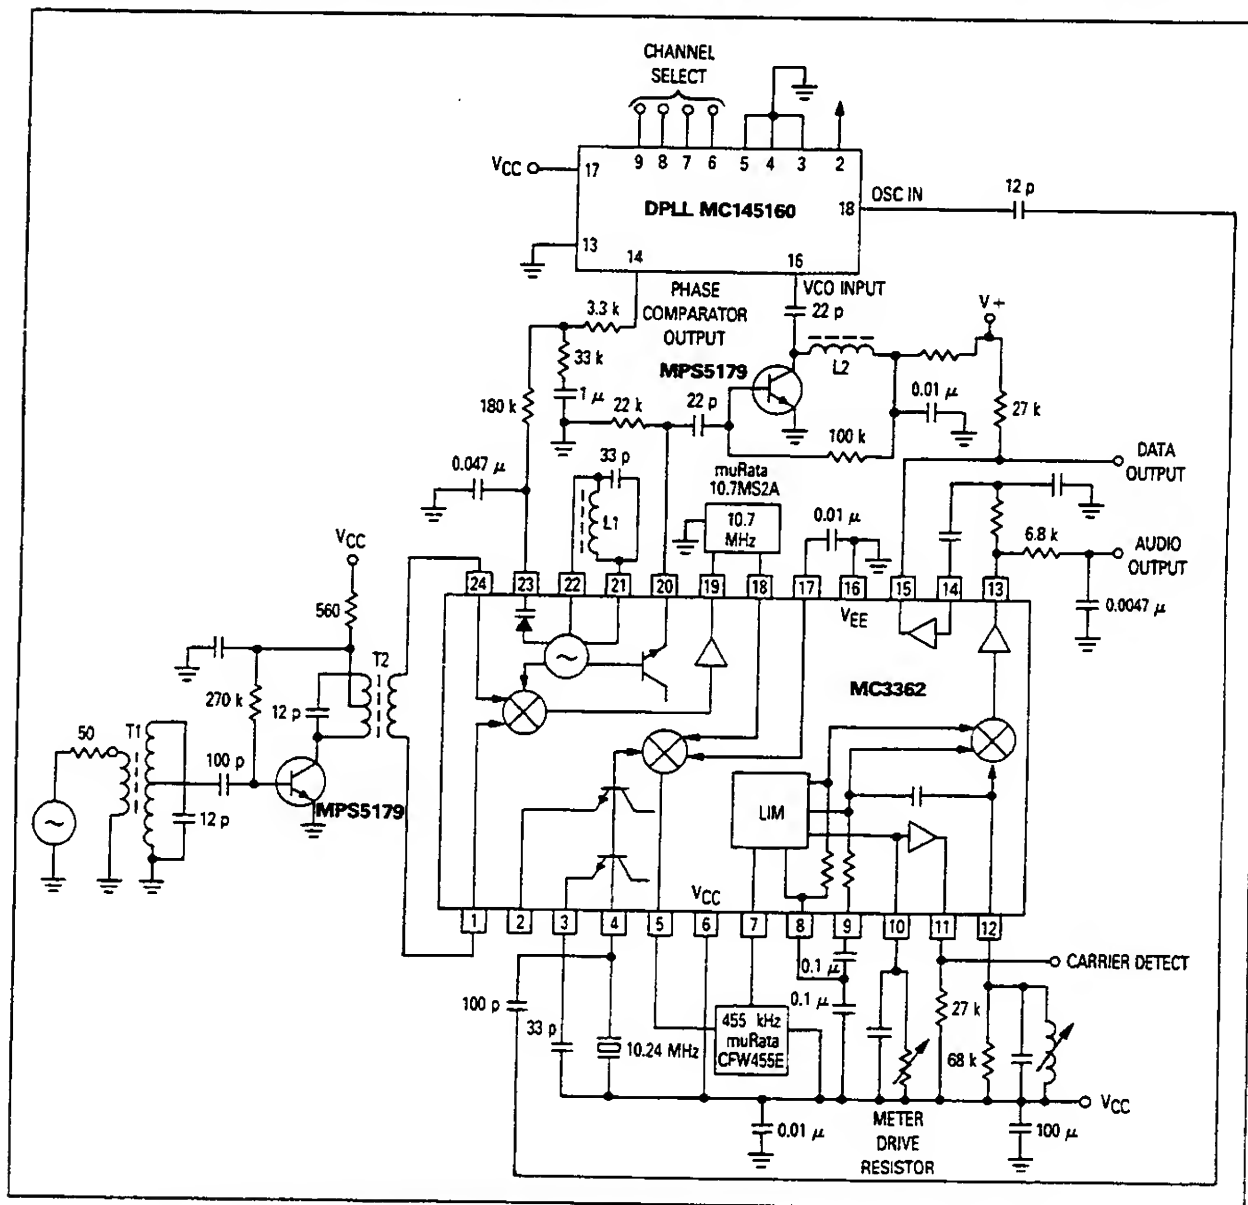 CHANNEL
SELECT
9 8 7 6 5 4 3 2
VCC
17
DPLL MC145160
18
OSC IN
12 p
13
14
16
PHASE
COMPARATOR
OUTPUT
VCO INPUT
22 p
V+
3.3 k
33 k
1 μ
MPS5179
L2
0.01 μ
27 k
180 k
22 k
22 p
100 k
DATA
OUTPUT
0.047 μ
33 p
L1
muRata
10.7MS2A
10.7
MHz
0.01 μ
6.8 k
AUDIO
OUTPUT
0.0047 μ
VCC
560
24 23 22 21 20 19 18 17 16 15 14 13
VEE
MC3362
T2
270 k
12 p
50
T1
100 p
12 p
MPS5179
LIM
VCC
1 2 3 4 5 6 7 8 9 10 11 12
CARRIER DETECT
0.1 μ
0.1 μ
100 p
33 p
10.24 MHz
455 kHz
muRata
CFW455E
27 k
68 k
VCC
0.01 μ
METER
DRIVE
RESISTOR
100 μ